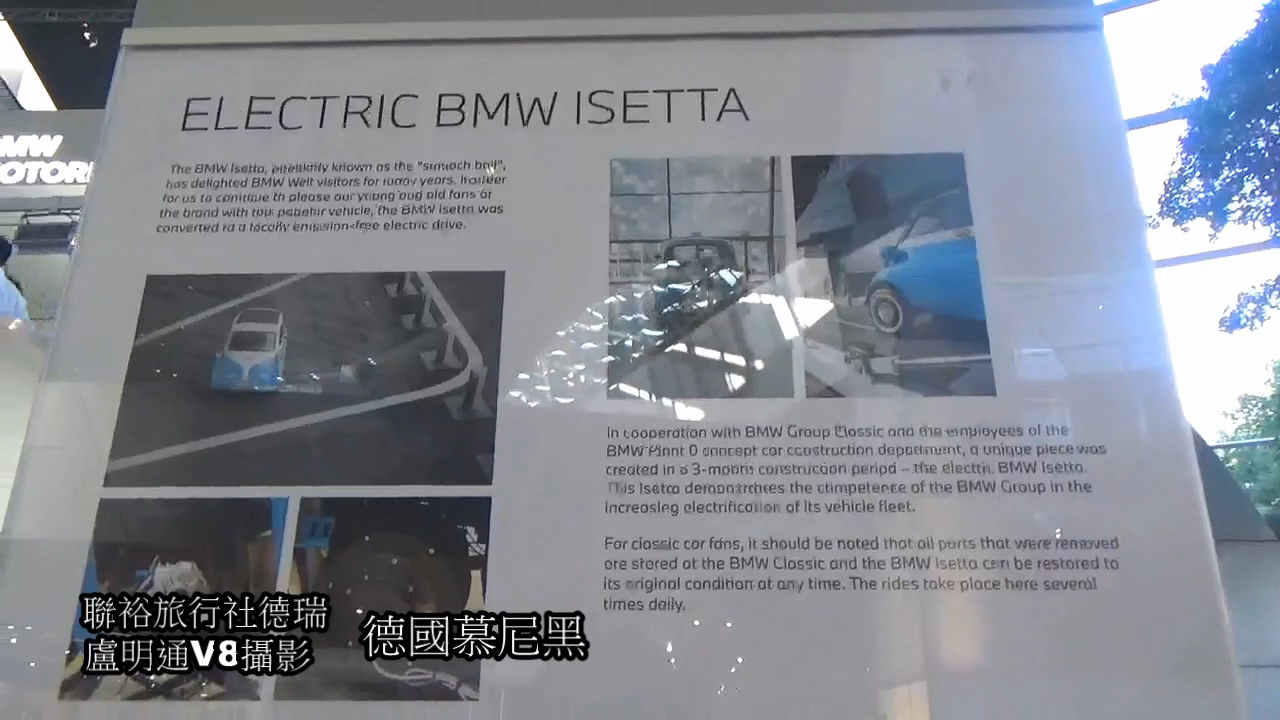 MW
OTOR
ELECTRIC BMW ISETTA
The BMW Isetta, known as the
has delighted BMW Welt visitors for many years.
for us to continue to please our young and old fans of
the brand with this vehicle, the BMW Isetta was
converted to a locally emission-free electric drive.
In cooperation with BMW Group Classic and the employees of the
BMW Plant 0 concept car construction department, a unique piece was
created in a 3-month construction period – the electric BMW Isetta.
This Isetta demonstrates the competence of the BMW Group in the
increasing electrification of its vehicle fleet.
For classic car fans, it should be noted that all parts that were removed
are stored at the BMW Classic and the BMW Isetta can be restored to
its original condition at any time. The rides take place here several
times daily.
聯裕旅行社德瑞
盧明通V8攝影
德國慕尼黑